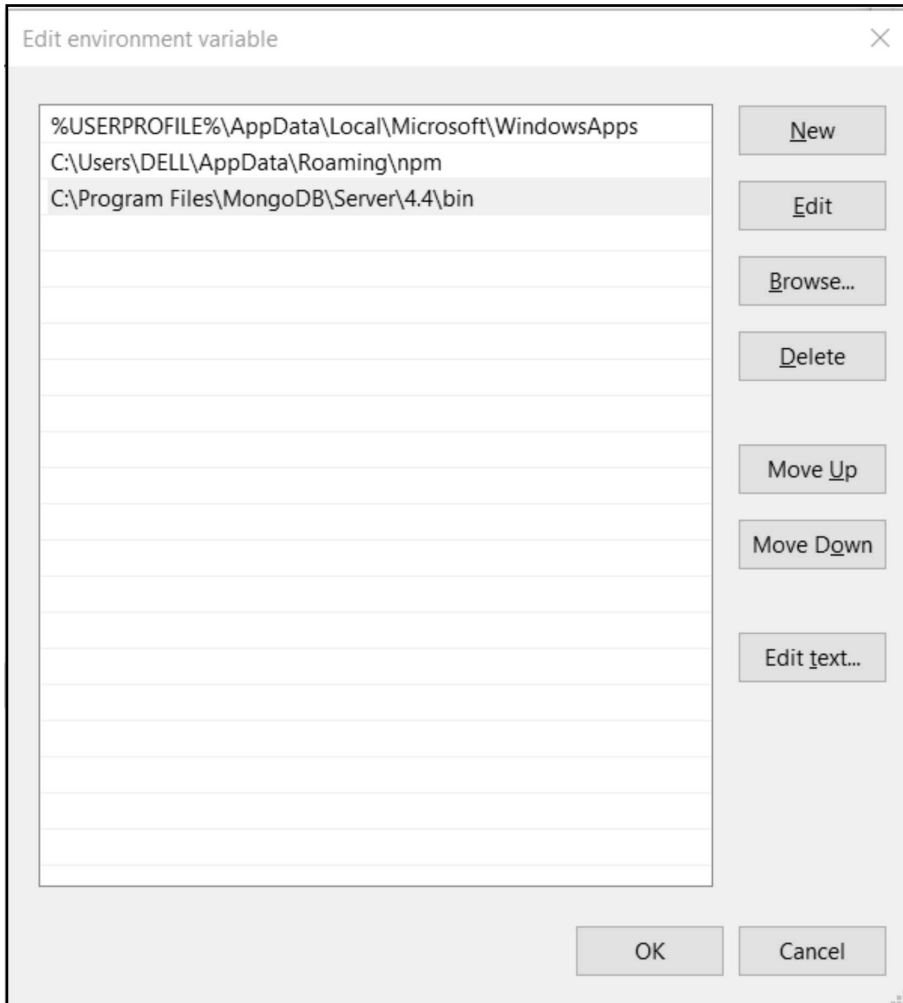 Edit environment variable
%USERPROFILE%\AppData\Local\Microsoft\WindowsApps
C:\Users\DELL\AppData\Roaming\npm
C:\Program Files\MongoDB\Server\4.4\bin
New
Edit
Browse...
Delete
Move Up
Move Down
Edit text...
OK
Cancel